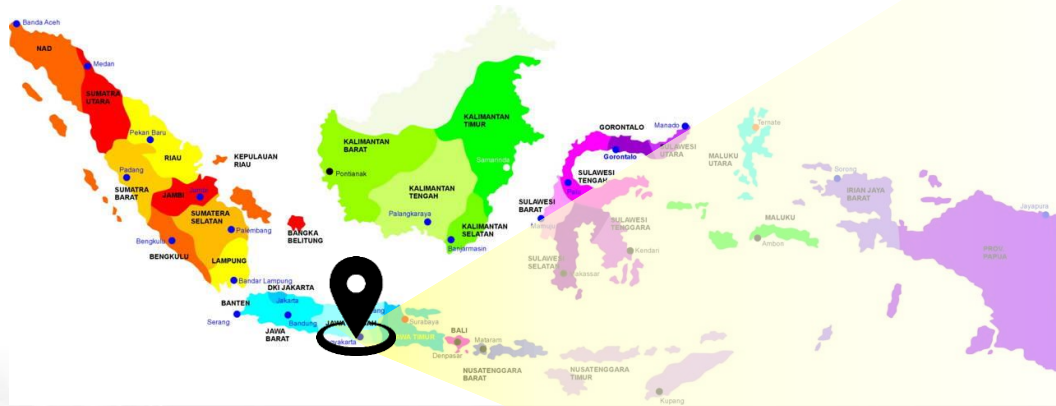 Banda Aceh
NAD
Medan
SUMATRA
UTARA
Pekan Baru
RIAU
KEPULAUAN
RIAU
Padang
SUMATRA
BARAT
JAMBI
SUMATERA
SELATAN
Palembang
BANGKA
BELITUNG
Bengkulu
BENGKULU
LAMPUNG
Bandar Lampung
DKI JAKARTA
Jakarta
BANTEN
Serang
Bandung
JAWA
BARAT
Surabaya
BALI
Denpasar
Mataram
NUSATENGGARA
BARAT
NUSATENGGARA
TIMUR
Kupang
KALIMANTAN
BARAT
Pontianak
KALIMANTAN
TIMUR
Samarinda
KALIMANTAN
TENGAH
Palangkaraya
KALIMANTAN
SELATAN
Banjarmasin
GORONTALO
Gorontalo
Manado
SULAWESI
UTARA
SULAWESI
TENGAH
Palu
SULAWESI
BARAT
Mamuju
SULAWESI
TENGGARA
Kendari
SULAWESI
SELATAN
Ternate
MALUKU
UTARA
MALUKU
Ambon
Sorong
IRIAN JAYA
BARAT
Jayapura
PROV
PAPUA